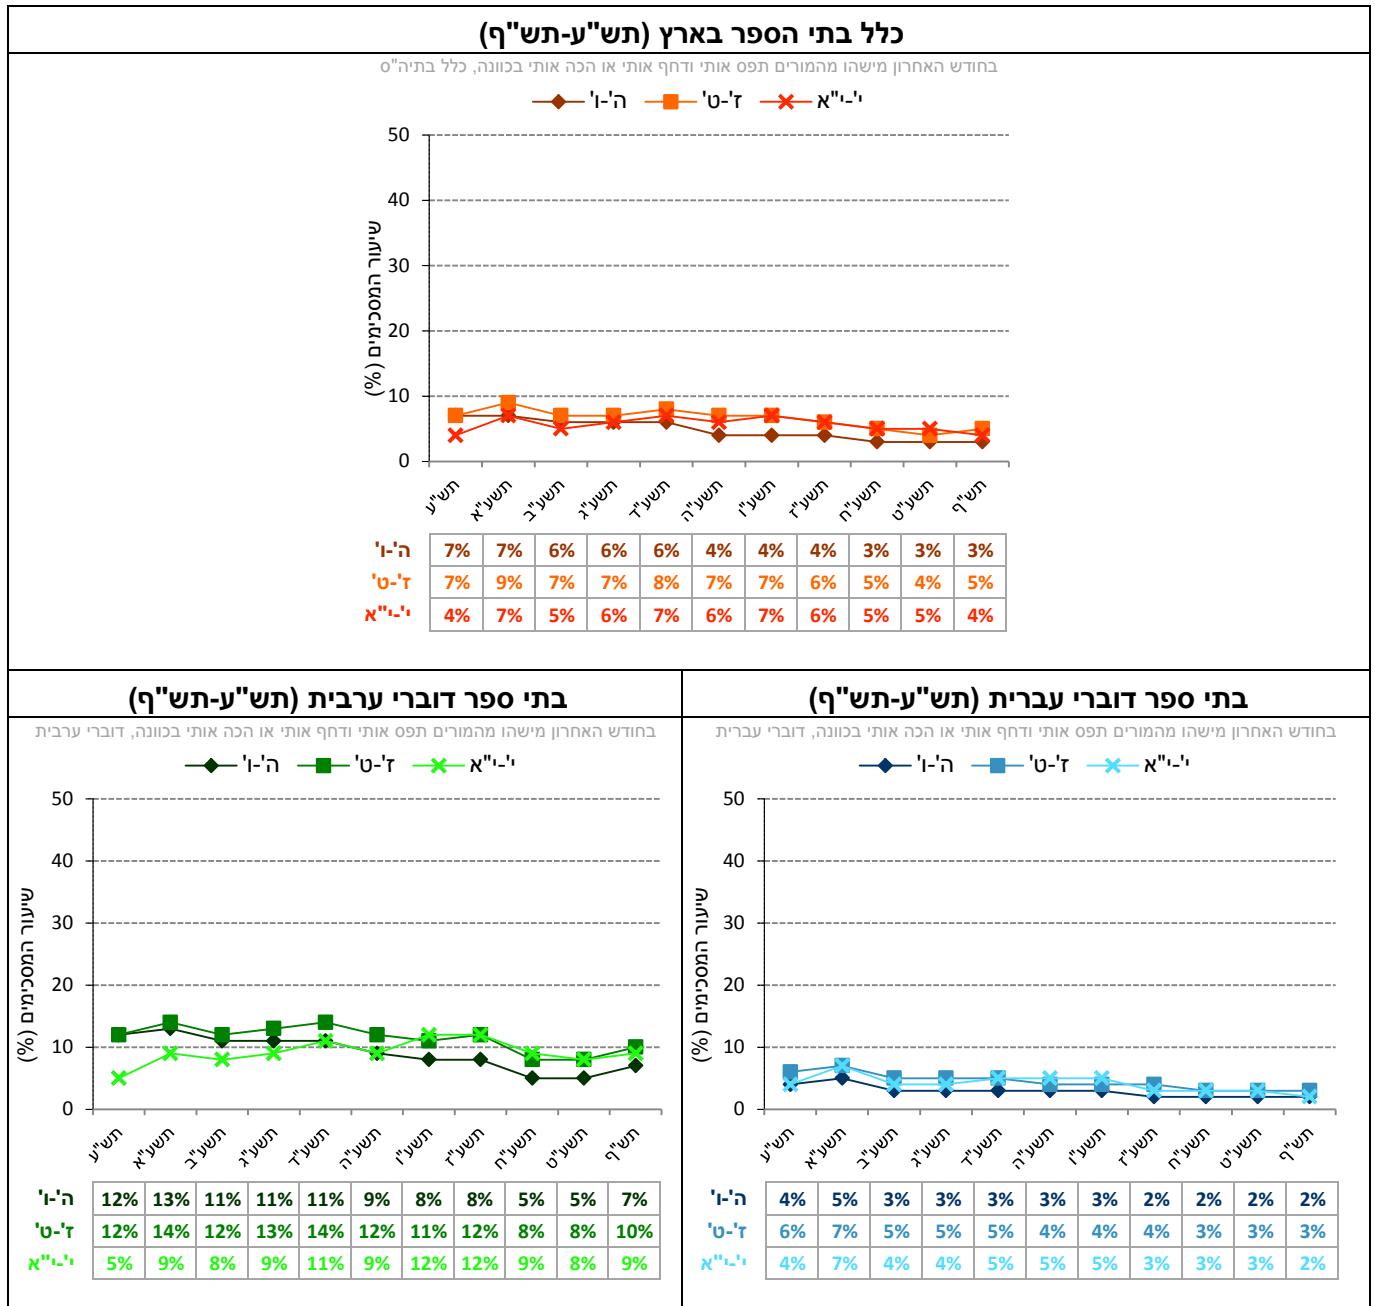 כלל בתי הספר בארץ (תש"ע-תש"ף)
בחודש האחרון מישהו מהמורים תפס אותי ודחף אותי או הכה אותי בכוונה, כלל בתיה"ס
ה'-ו' ז'-ט' י'-י"א
שיעור המסכימים (%)
50
40
30
20
10
0
תש"ע תשע"א תשע"ב תשע"ג תשע"ד תשע"ה תשע"ו תשע"ז תשע"ח תשע"ט תש"ף
ה'-ו' 7% 7% 6% 6% 6% 4% 4% 4% 3% 3% 3%
ז'-ט' 7% 9% 7% 7% 8% 7% 7% 6% 5% 4% 5%
י'-י"א 4% 7% 5% 6% 7% 6% 7% 6% 5% 5% 4%
בתי ספר דוברי עברית (תש"ע-תש"ף)
בחודש האחרון מישהו מהמורים תפס אותי ודחף אותי או הכה אותי בכוונה, דוברי עברית
ה'-ו' ז'-ט' י'-י"א
שיעור המסכימים (%)
50
40
30
20
10
0
תש"ע תשע"א תשע"ב תשע"ג תשע"ד תשע"ה תשע"ו תשע"ז תשע"ח תשע"ט תש"ף
ה'-ו' 4% 5% 3% 3% 3% 3% 3% 2% 2% 2% 2%
ז'-ט' 6% 7% 5% 5% 5% 4% 4% 4% 3% 3% 3%
י'-י"א 4% 7% 4% 4% 5% 5% 5% 3% 3% 3% 2%
בתי ספר דוברי ערבית (תש"ע-תש"ף)
בחודש האחרון מישהו מהמורים תפס אותי ודחף אותי או הכה אותי בכוונה, דוברי ערבית
ה'-ו' ז'-ט' י'-י"א
שיעור המסכימים (%)
50
40
30
20
10
0
תש"ע תשע"א תשע"ב תשע"ג תשע"ד תשע"ה תשע"ו תשע"ז תשע"ח תשע"ט תש"ף
ה'-ו' 12% 13% 11% 11% 11% 9% 8% 8% 5% 5% 7%
ז'-ט' 12% 14% 12% 13% 14% 12% 11% 12% 8% 8% 10%
י'-י"א 5% 9% 8% 9% 11% 9% 12% 12% 9% 8% 9%